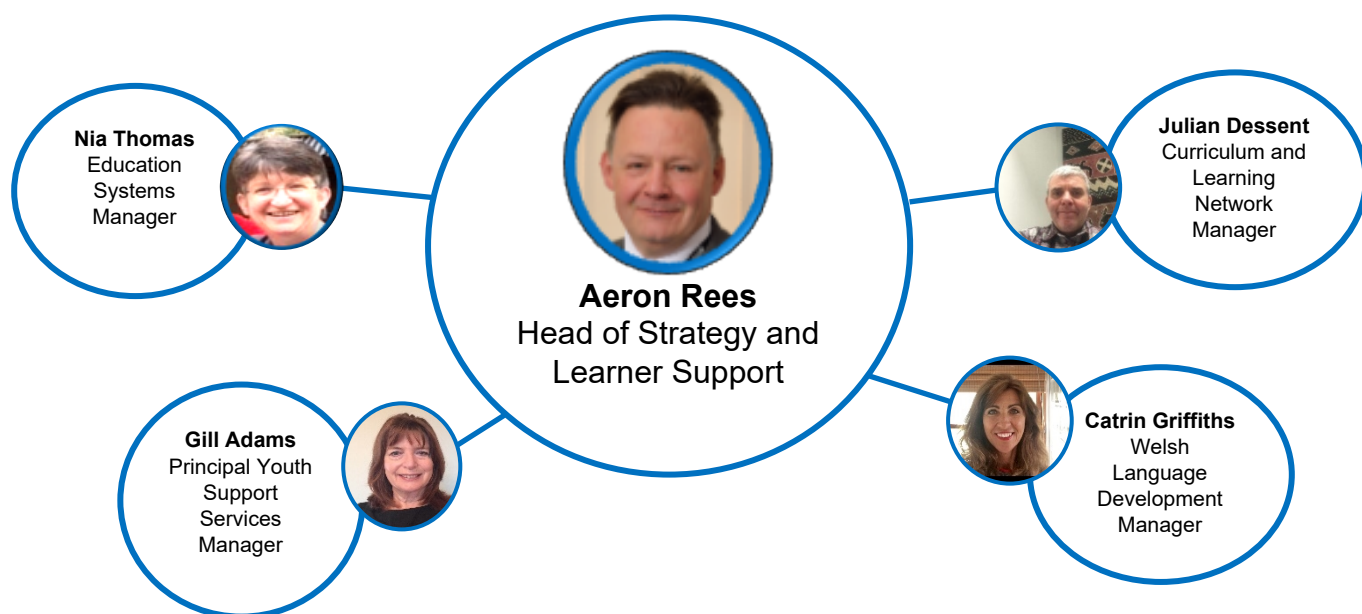 Aeron Rees
Head of Strategy and
Learner Support
Nia Thomas
Education
Systems
Manager
Julian Dessent
Curriculum and
Learning
Network
Manager
Gill Adams
Principal Youth
Support
Services
Manager
Catrin Griffiths
Welsh
Language
Development
Manager